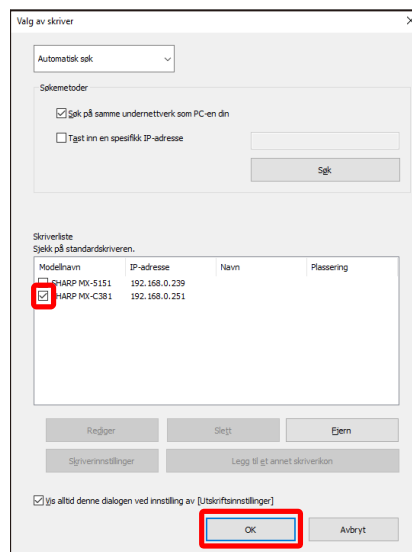 Valg av skriver
Automatisk søk
Søkemetoder
Søk på samme undernettverk som PC-en din
Tast inn en spesifikk IP-adresse
Søk
Skriverliste
Sjekk på standardskriveren.
Modellnavn IP-adresse Navn Plassering
SHARP MX-5151 192.168.0.239
SHARP MX-C381 192.168.0.251
Rediger Slett Fjern
Skriverinnstillinger Legg til et annet skriverikon
Vis alltid denne dialogen ved innstilling av [Utskriftsinnstillinger]
OK Avbryt